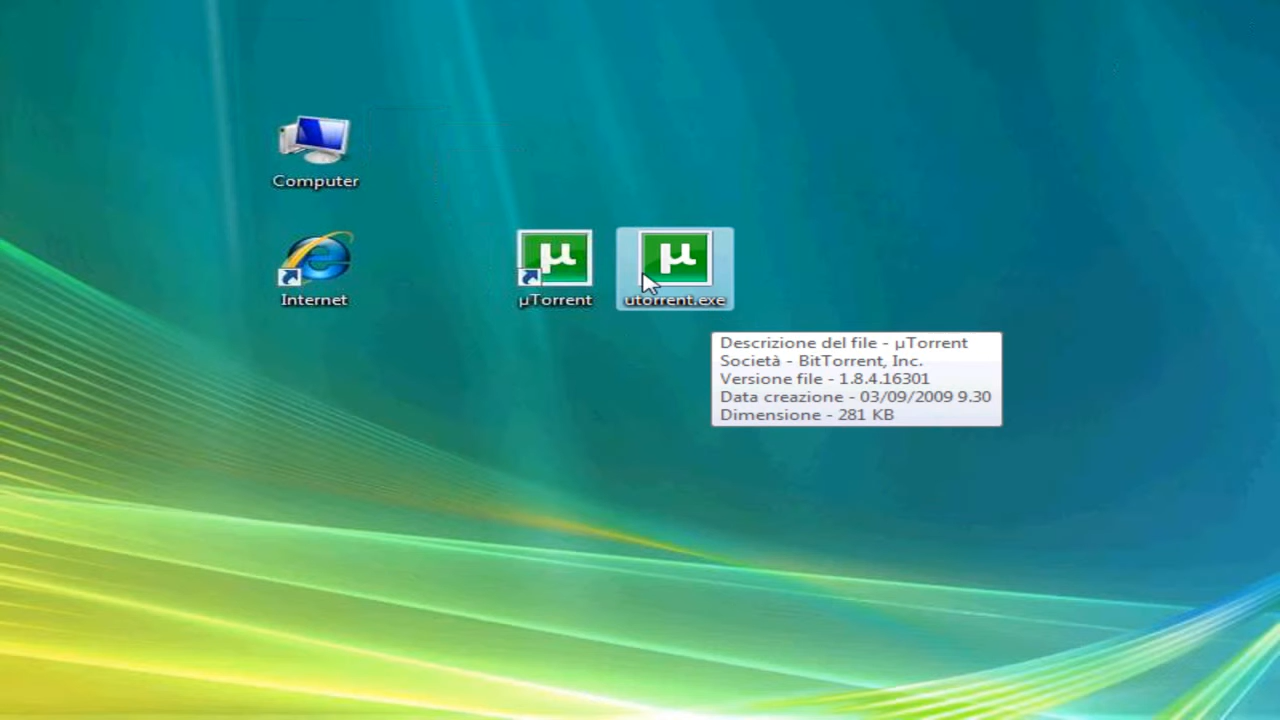 Computer
Internet
µ
µTorrent
µ
utorrent.exe
Descrizione del file - µTorrent
Società - BitTorrent, Inc.
Versione file - 1.8.4.16301
Data creazione - 03/09/2009 9.30
Dimensione - 281 KB